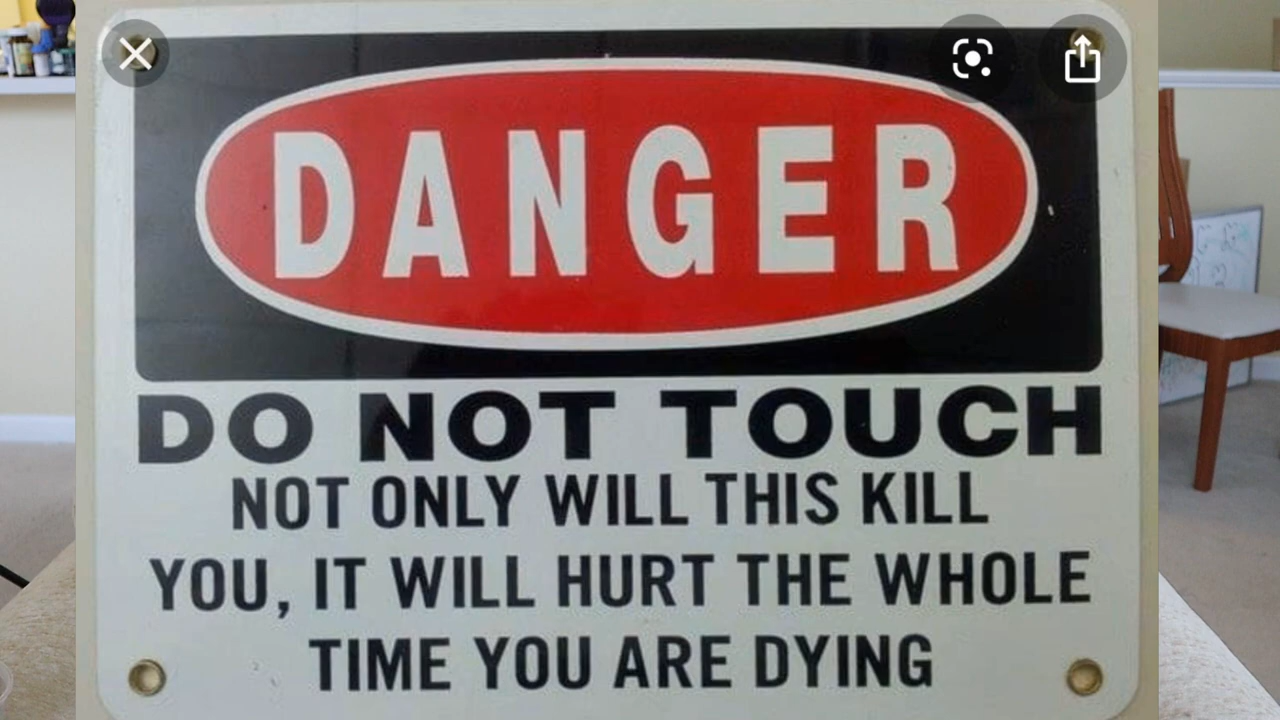 DANGER
DO NOT TOUCH
NOT ONLY WILL THIS KILL
YOU, IT WILL HURT THE WHOLE
TIME YOU ARE DYING